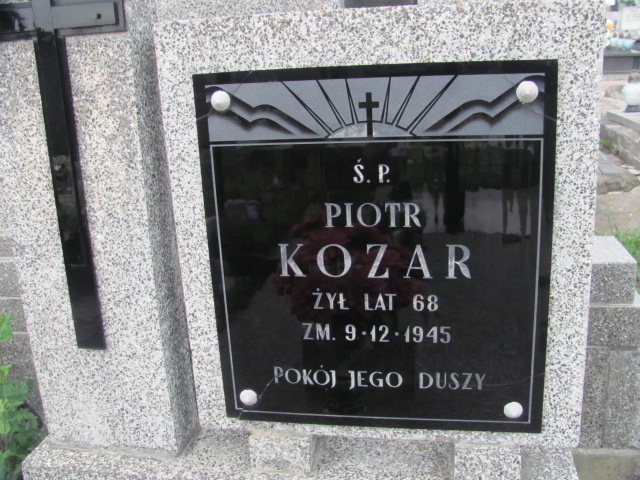 Ś. P.
PIOTR
KOZAR
ŻYŁ LAT 68
ZM. 9·12·1945
POKÓJ JEGO DUSZY